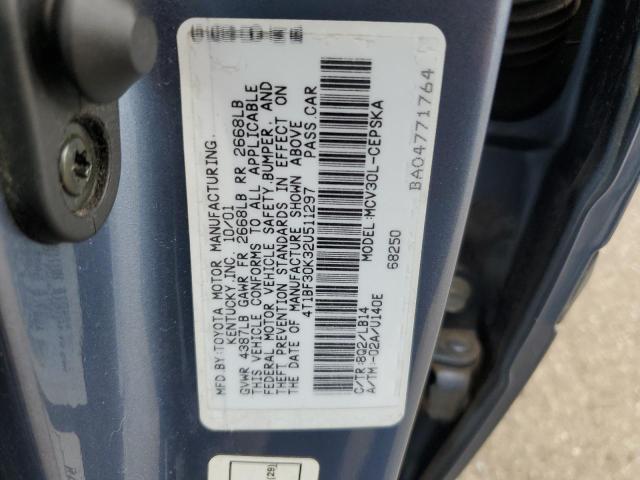 MFD.BY:TOYOTA MOTOR MANUFACTURING.
KENTUCKY,INC. 10/01
GVWR 4387LB GAWR FR 2668LB RR 2668LB
THIS VEHICLE CONFORMS TO ALL APPLICABLE
FEDERAL MOTOR VEHICLE SAFETY,BUMPER, AND
THEFT PREVENTION STANDARDS IN EFFECT ON
THE DATE OF MANUFACTURE SHOWN ABOVE
4T1BF30K32U511297 PASS.CAR
MODEL:MCV30L-CEPSKA
68250
C/TR:8Q2/LB14
A/TM:-02A/U140E
BA04771764
(29)